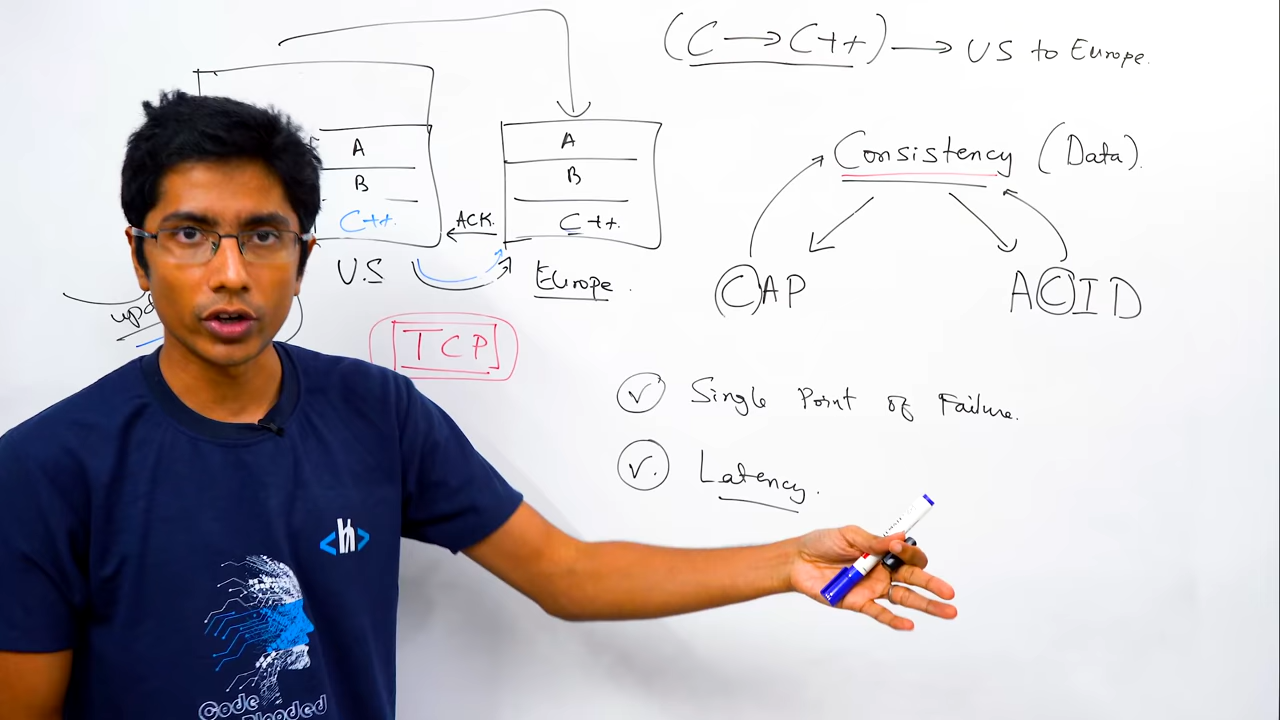 (C → C++) → US to Europe.
A
B
C++.
U.S
ACK.
A
B
C++.
Europe.
Consistency (Data).
CAP
ACID
TCP
Single Point of Failure.
Latency.
<h>
Code